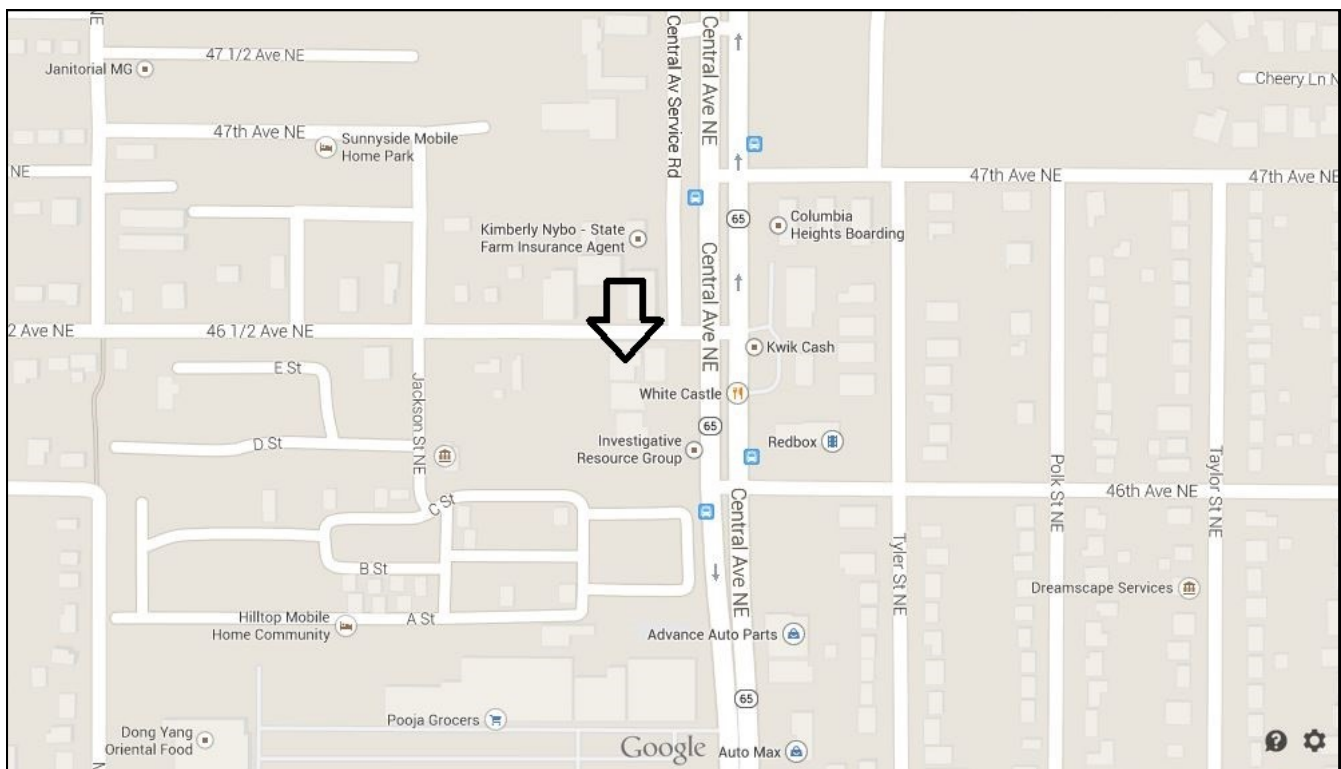 NE
47 1/2 Ave NE
Janitorial MG
Central Av Service Rd
Central Ave NE
Cheery Ln N
47th Ave NE
Sunnyside Mobile
Home Park
NE
47th Ave NE
47th Ave NE
65
Columbia
Heights Boarding
Kimberly Nybo - State
Farm Insurance Agent
Central Ave NE
2 Ave NE
46 1/2 Ave NE
Kwik Cash
E St
Jackson St NE
White Castle
65
D St
Investigative
Resource Group
Redbox
Polk St NE
Taylor St NE
46th Ave NE
C St
Central Ave NE
Tyler St NE
B St
Dreamscape Services
Hilltop Mobile
Home Community
A St
Advance Auto Parts
65
Pooja Grocers
Dong Yang
Oriental Food
Google
Auto Max
N